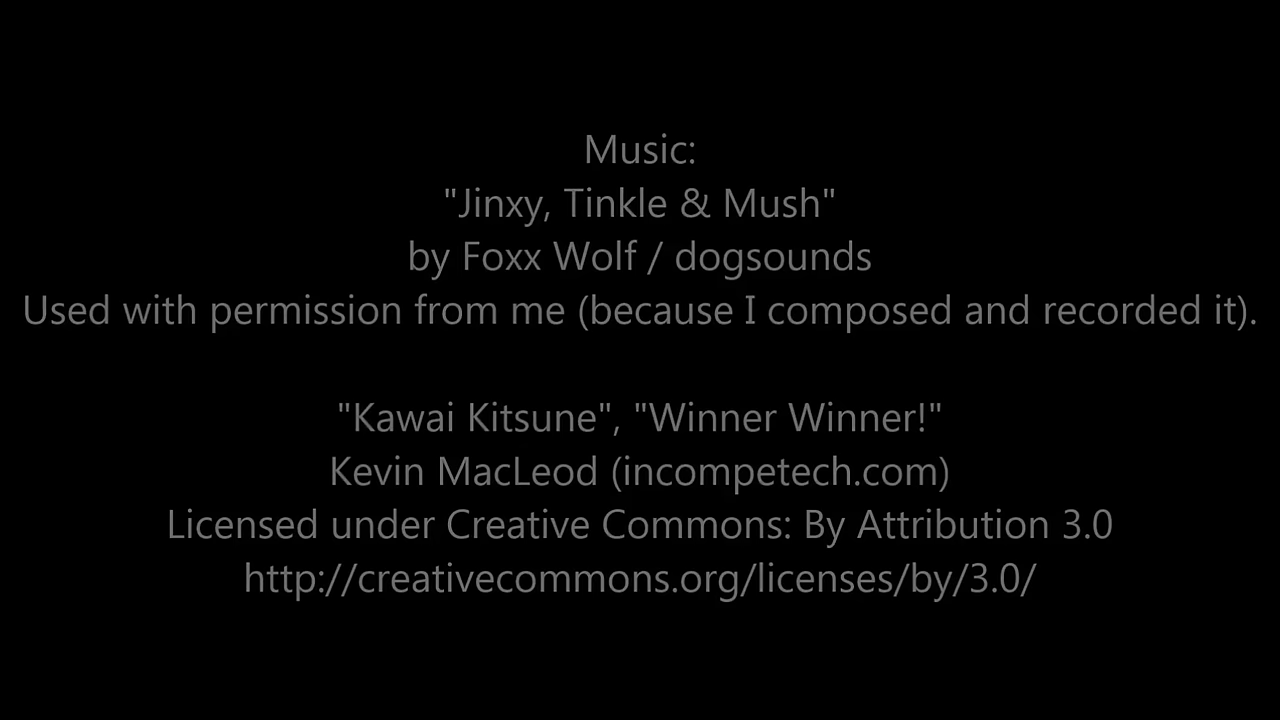 Music:
"Jinxy, Tinkle & Mush"
by Foxx Wolf / dogsounds
Used with permission from me (because I composed and recorded it).
"Kawai Kitsune", "Winner Winner!"
Kevin MacLeod (incompetech.com)
Licensed under Creative Commons: By Attribution 3.0
http://creativecommons.org/licenses/by/3.0/